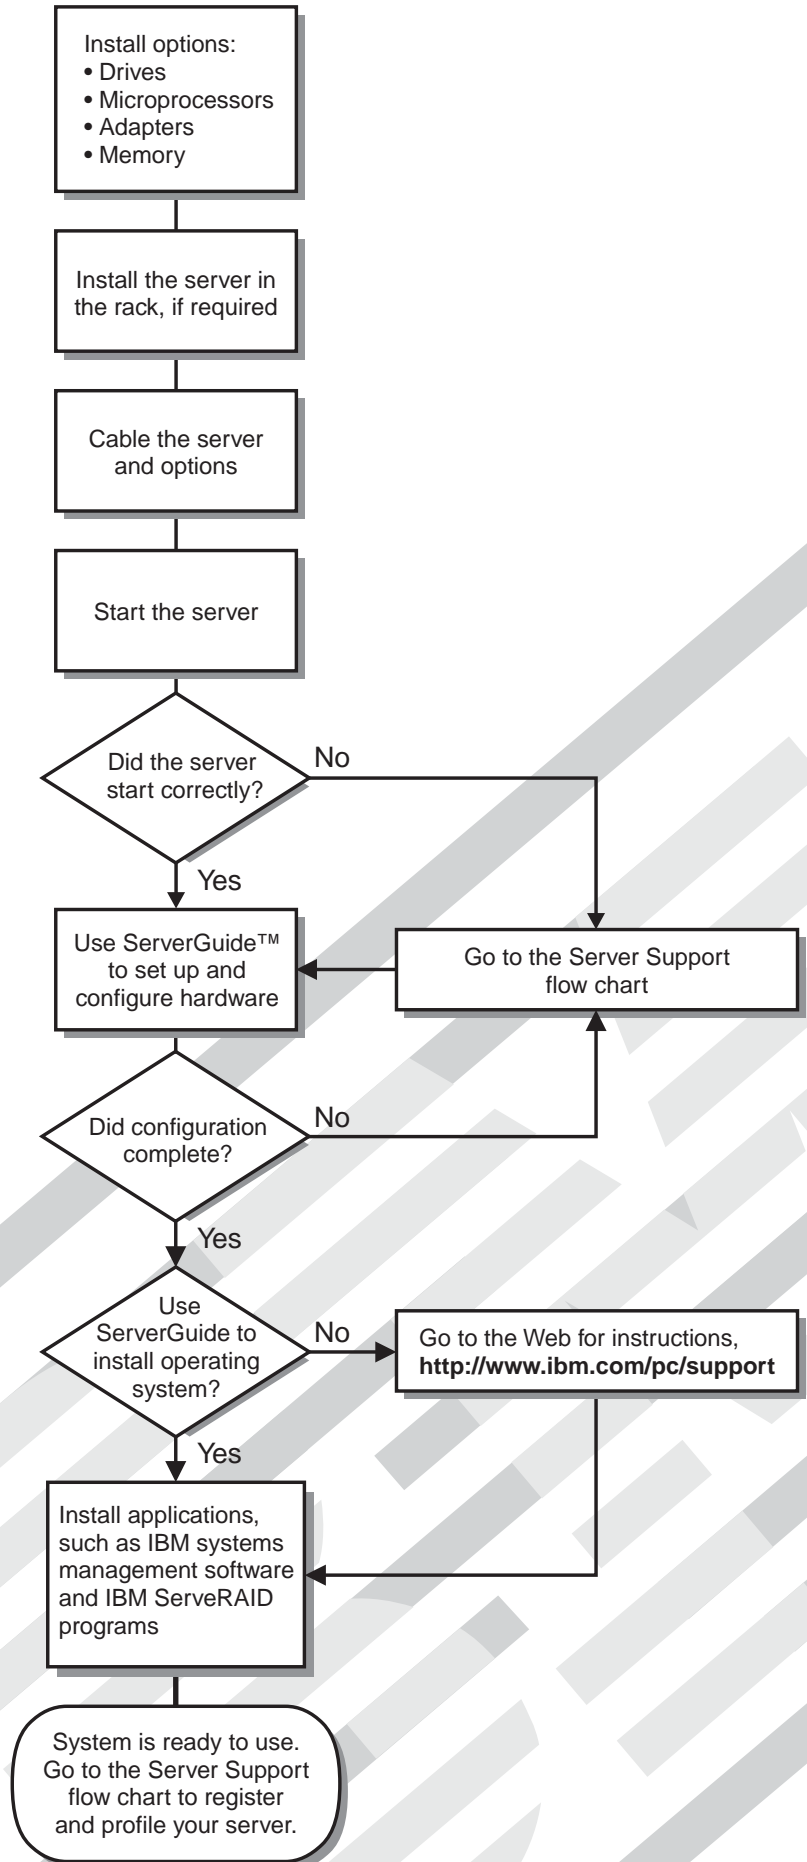 Install options:
• Drives
• Microprocessors
• Adapters
• Memory
Install the server in
the rack, if required
Cable the server
and options
Start the server
Did the server
start correctly?
No
Yes
Use ServerGuide™
to set up and
configure hardware
Go to the Server Support
flow chart
Did configuration
complete?
No
Yes
Use
ServerGuide to
install operating
system?
No
Go to the Web for instructions,
http://www.ibm.com/pc/support
Yes
Install applications,
such as IBM systems
management software
and IBM ServeRAID
programs
System is ready to use.
Go to the Server Support
flow chart to register
and profile your server.